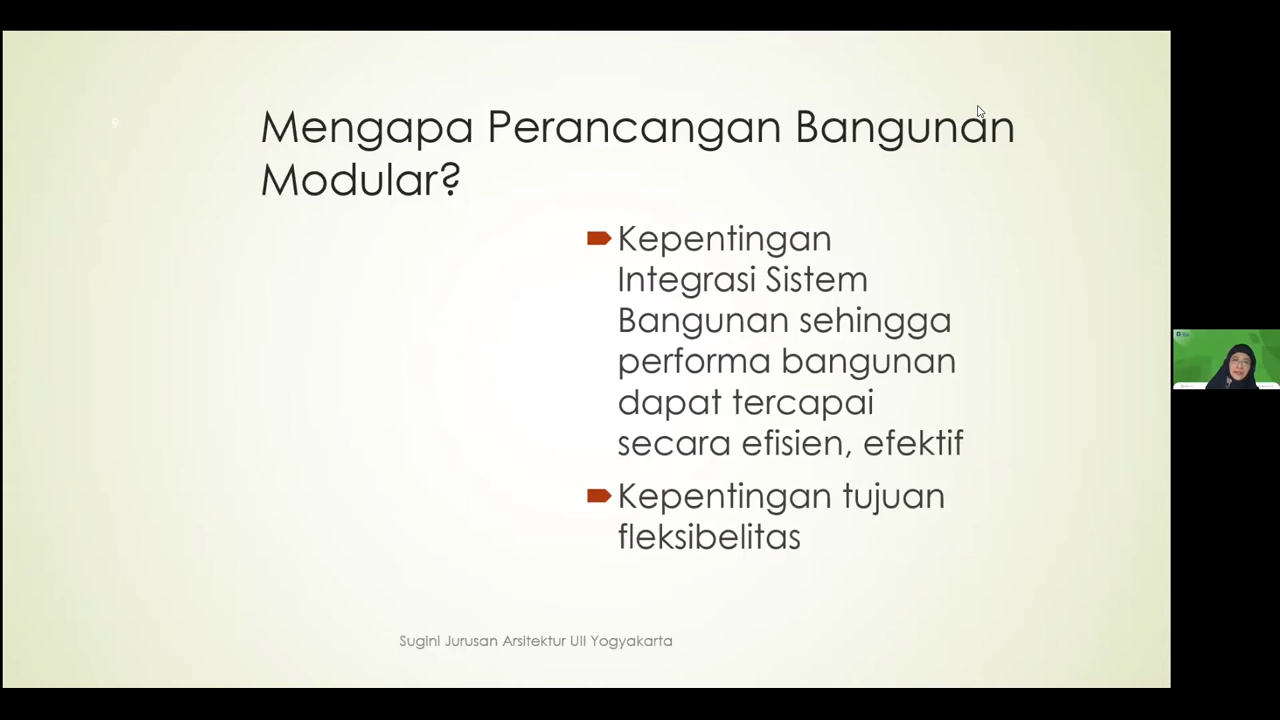 9
Mengapa Perancangan Bangunan
Modular?
Kepentingan
Integrasi Sistem
Bangunan sehingga
performa bangunan
dapat tercapai
secara efisien, efektif
Kepentingan tujuan
fleksibelitas
Sugini Jurusan Arsitektur UII Yogyakarta